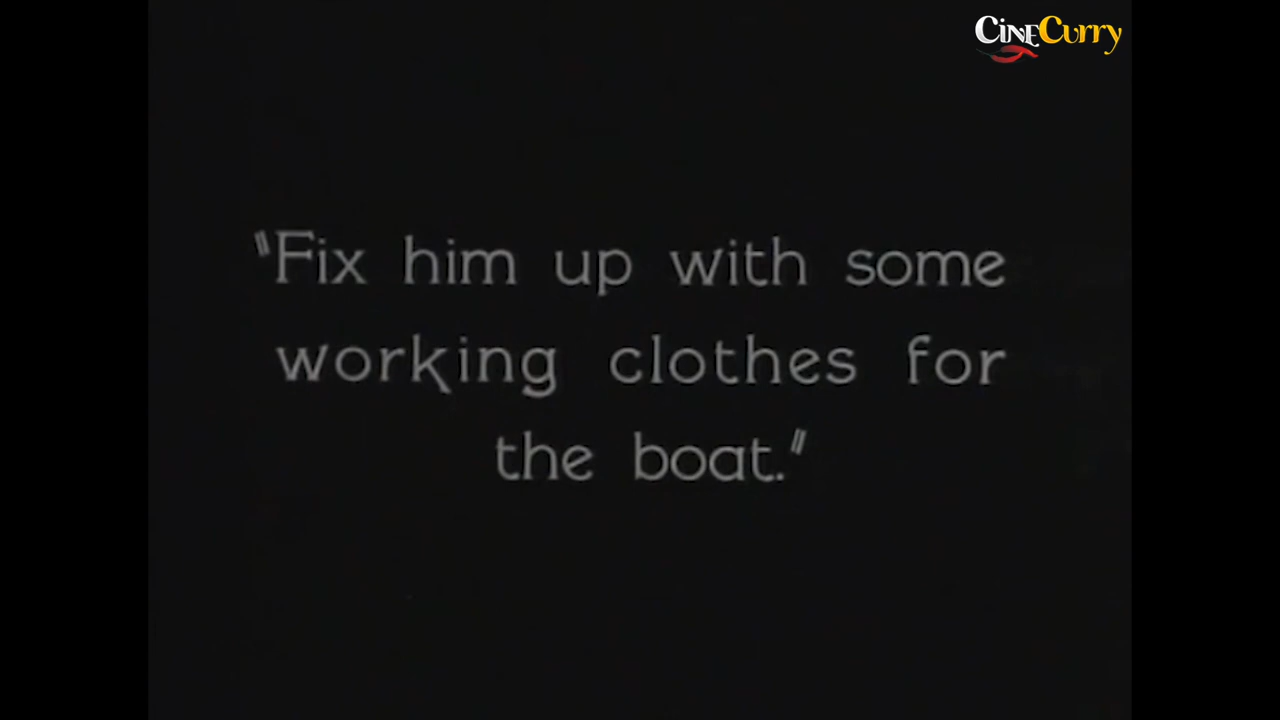 CineCurry
"Fix him up with some
working clothes for
the boat."